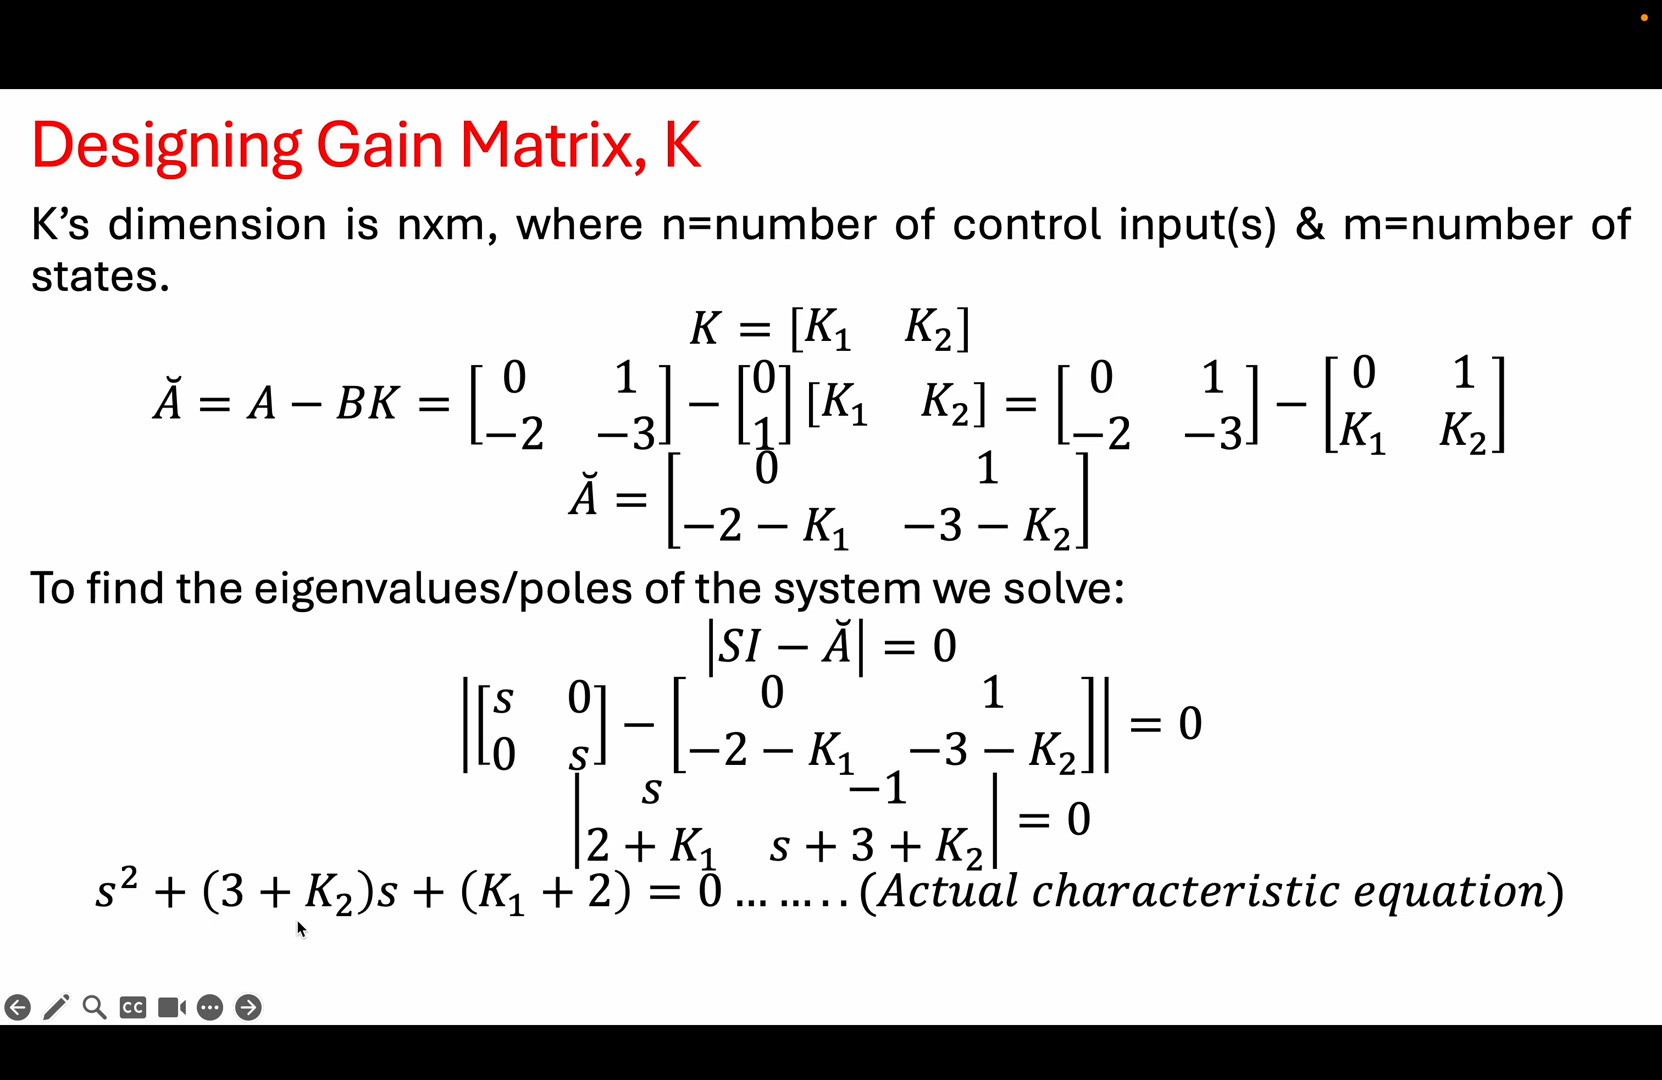 Designing Gain Matrix, K
K’s dimension is nxm, where n=number of control input(s) & m=number of
states.
K = [K₁ K₂]
Ă = A − BK = [0 1; −2 −3] − [0; 1] [K₁ K₂] = [0 1; −2 −3] − [0 1; K₁ K₂]
Ă = [0 1; −2 − K₁ −3 − K₂]
To find the eigenvalues/poles of the system we solve:
|SI − Ă| = 0
|[s 0; 0 s] − [0 1; −2 − K₁ −3 − K₂]| = 0
|s −1; 2 + K₁ s + 3 + K₂| = 0
s² + (3 + K₂)s + (K₁ + 2) = 0 … … . . (Actual characteristic equation)
CC